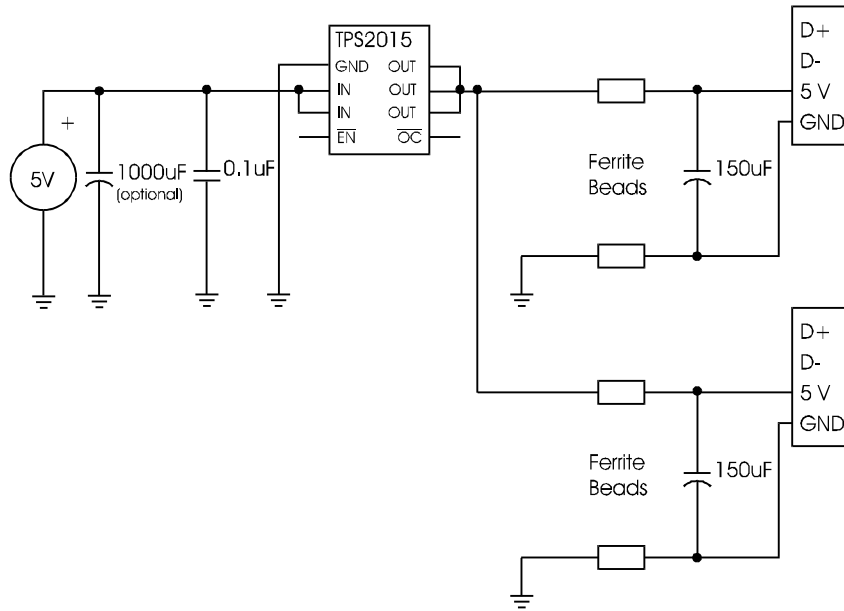 TPS2015
GND OUT
IN OUT
IN OUT
EN OC
+
5V
1000uF
(optional)
0.1uF
D+
D-
5 V
GND
Ferrite
Beads
150uF
D+
D-
5 V
GND
Ferrite
Beads
150uF